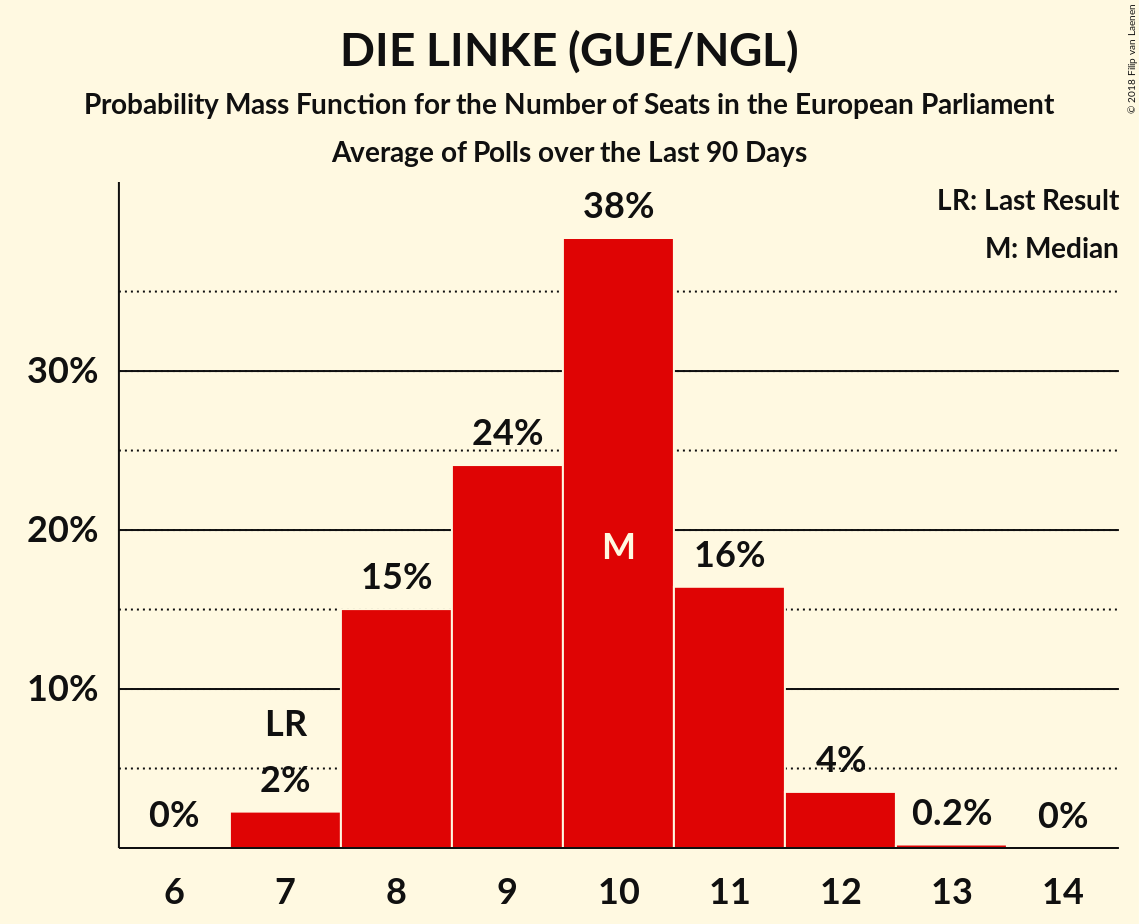 DIE LINKE (GUE/NGL)
Probability Mass Function for the Number of Seats in the European Parliament
Average of Polls over the Last 90 Days
© 2018 Filip van Laenen
LR: Last Result
M: Median
38%
30%
24%
20%
M
16%
15%
10%
LR
2%
4%
0%
0.2%
0%
6 7 8 9 10 11 12 13 14